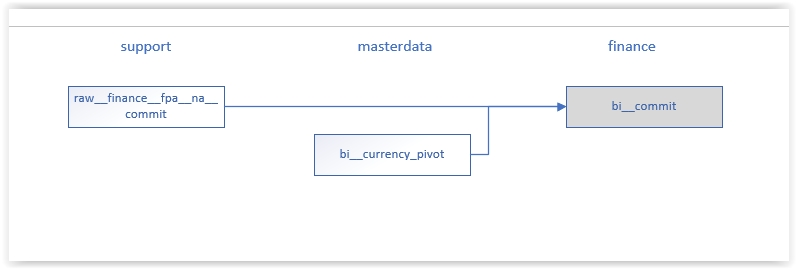 support masterdata finance
raw__finance__fpa__na__
commit
bi__commit
bi__currency_pivot